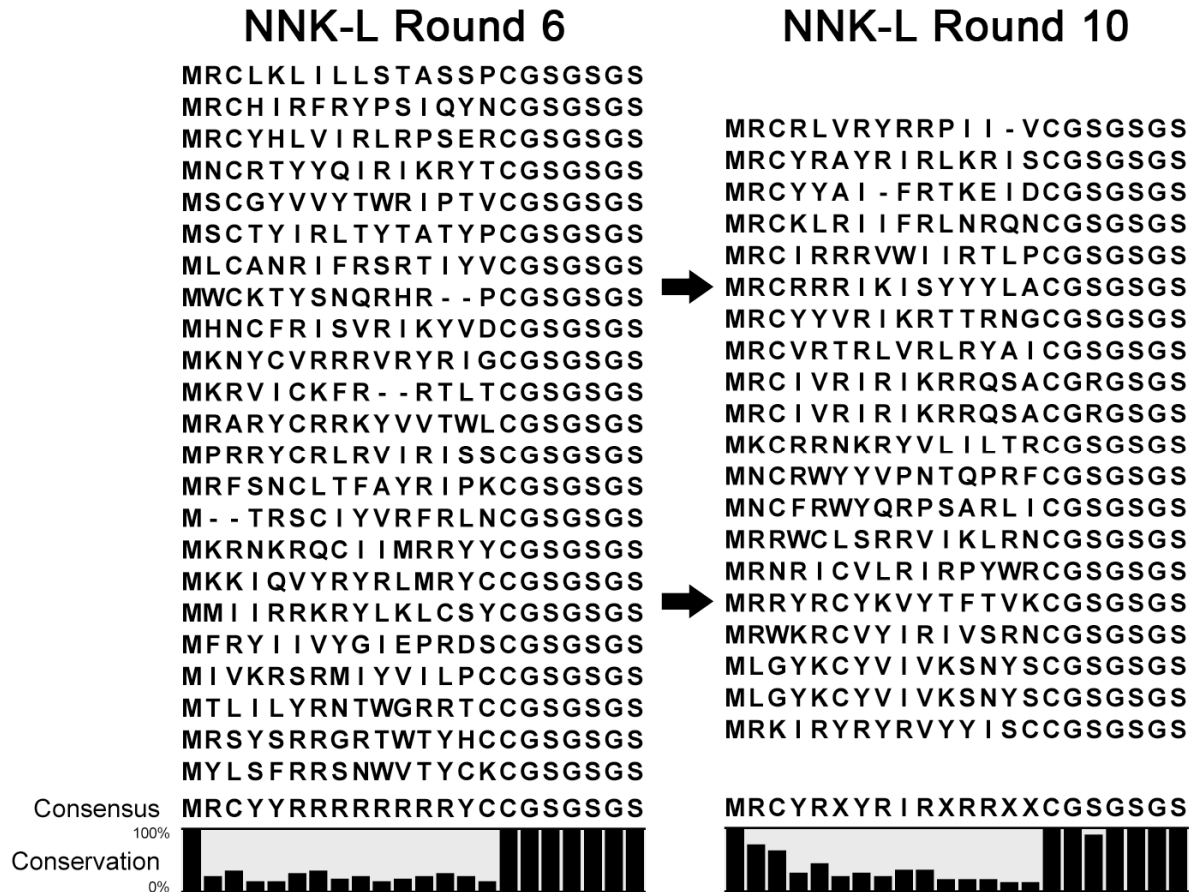 NNK-L Round 6
MRCLKLILLSTASSPCGSGSGS
MRCHIRFRYPSIQYNCGSGSGS
MRCYHLVIRLRPSERCGSGSGS
MNCRTYYQIRIKRYTCGSGSGS
MSCGYVVYTWRIPTVCGSGSGS
MSCTYIRLTYTATYPCGSGSGS
MLCANRIFRSRTIYVCGSGSGS
MWCKTYSNQRHR--PCGSGSGS
MHNCFRISVRIKYVDCGSGSGS
MKNYCVRRRVRYRIGCGSGSGS
MKRVICKFR--RTLTCGSGSGS
MRARYCRRKYVVTWLCGSGSGS
MPRRYCRLRVIRISSCGSGSGS
MRFSNCLTFAYRIPKCGSGSGS
M--TRSCIYVRFRLNCGSGSGS
MKRNKRQCIIMRRYYCGSGSGS
MKKIQVYRYRLMRYCCGSGSGS
MMIIRRKRYLKLCSYCGSGSGS
MFRYIIVYGIEPRDSCGSGSGS
MIVKRSRMIYVILPCCGSGSGS
MTLILYRNTWGRRTCCGSGSGS
MRSYSRRGRTWTYHCCGSGSGS
MYLSFRRSNWVTYCKCGSGSGS
Consensus
MRCYYRRRRRRRRYCCGSGSGS
100%
Conservation
0%
NNK-L Round 10
MRCRLVRYRRPII-VCGSGSGS
MRCYRAYRIRLKRISCGSGSGS
MRCYYAI-FRTKEIDCGSGSGS
MRCKLRIIFRLNRQNCGSGSGS
MRCIRRRVWIIRTLPCGSGSGS
MRCRRRIKISYYYLACGSGSGS
MRCYYVRIKRTTRNGCGSGSGS
MRCVRTRLVRLRYAICGSGSGS
MRCIVRIRIKRRQSACGRGSGS
MRCIVRIRIKRRQSACGRGSGS
MKCRRNKRYVLILTRCGSGSGS
MNCRWYYVPNTQPRFCGSGSGS
MNCFRWYQRPSARLICGSGSGS
MRRWCLSRRVIKLRNCGSGSGS
MRNRICVLRIRPYWRCGSGSGS
MRRYRCYKVYTFTVKCGSGSGS
MRWKRCVYIRIVSRNCGSGSGS
MLGYKCYVIVKSNYSCGSGSGS
MLGYKCYVIVKSNYSCGSGSGS
MRKIRYRYRVYYISCCGSGSGS
MRCYRXYRIRXRRXXCGSGSGS